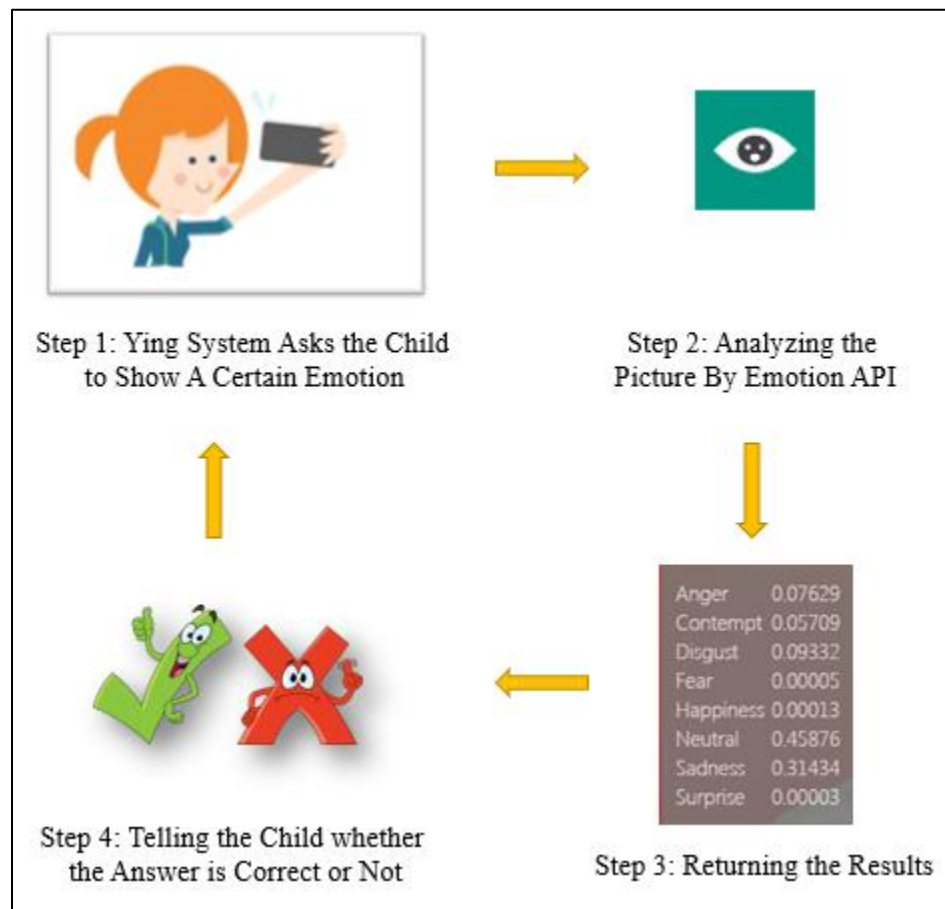 Step 1: Ying System Asks the Child
to Show A Certain Emotion
Step 2: Analyzing the
Picture By Emotion API
Anger 0.07629
Contempt 0.05709
Disgust 0.09332
Fear 0.00005
Happiness 0.00013
Neutral 0.45876
Sadness 0.31434
Surprise 0.00003
Step 3: Returning the Results
Step 4: Telling the Child whether
the Answer is Correct or Not